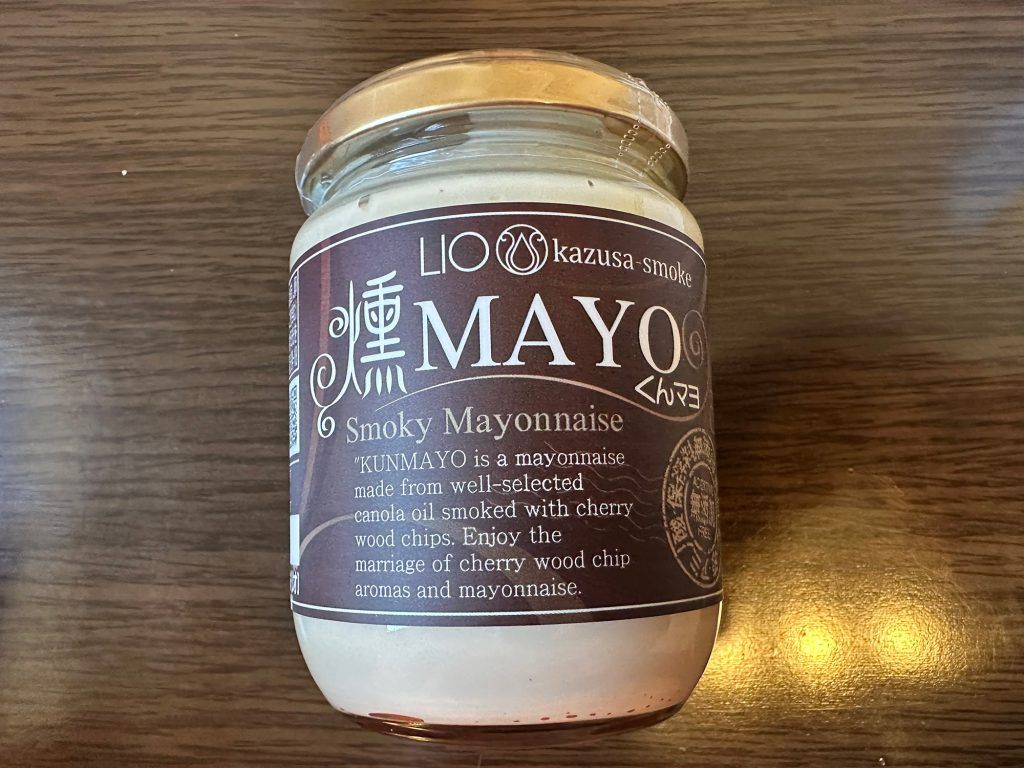 LIO kazusa-smoke
燻MAYO
くんマヨ
Smoky Mayonnaise
"KUNMAYO is a mayonnaise
made from well-selected
canola oil smoked with cherry
wood chips. Enjoy the
marriage of cherry wood chip
aromas and mayonnaise.